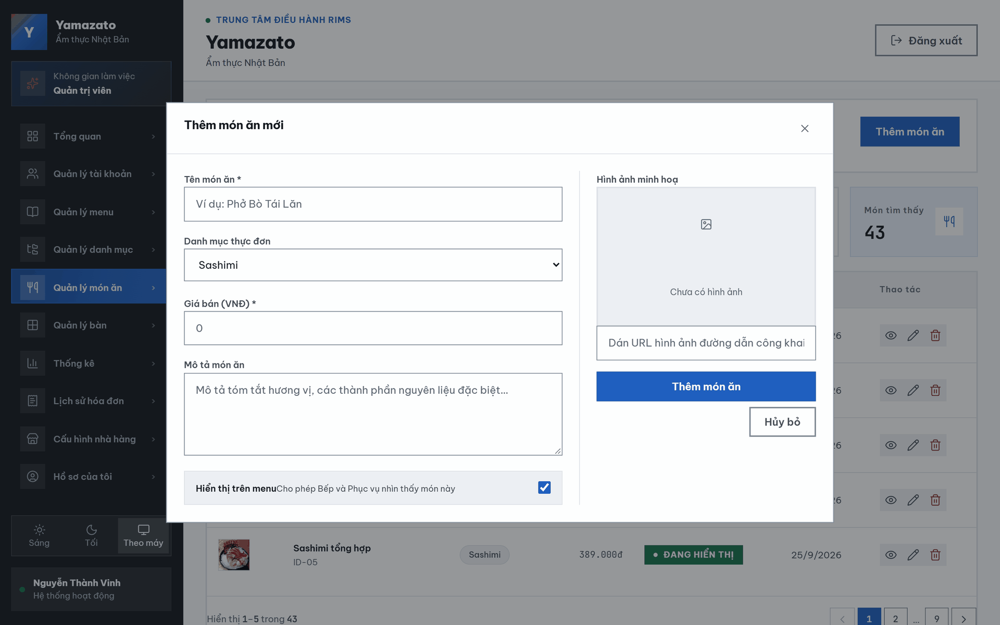 Y
Yamazato
Ẩm thực Nhật Bản
Không gian làm việc
Quản trị viên
Tổng quan
Quản lý tài khoản
Quản lý menu
Quản lý danh mục
Quản lý món ăn
Quản lý bàn
Thống kê
Lịch sử hóa đơn
Cấu hình nhà hàng
Hồ sơ của tôi
Sáng
Tối
Theo máy
Nguyễn Thành Vinh
Hệ thống hoạt động
TRUNG TÂM ĐIỀU HÀNH RIMS
Yamazato
Ẩm thực Nhật Bản
Đăng xuất
Thêm món ăn
Món tìm thấy
43
Thao tác
Thêm món ăn mới
Tên món ăn *
Ví dụ: Phở Bò Tái Lăn
Danh mục thực đơn
Sashimi
Giá bán (VNĐ) *
0
Mô tả món ăn
Mô tả tóm tắt hương vị, các thành phần nguyên liệu đặc biệt...
Hiển thị trên menuCho phép Bếp và Phục vụ nhìn thấy món này
Hình ảnh minh hoạ
Chưa có hình ảnh
Dán URL hình ảnh đường dẫn công khai
Thêm món ăn
Hủy bỏ
26
26
26
26
Sashimi tổng hợp
ID-05
Sashimi
389.000đ
ĐANG HIỂN THỊ
25/9/2026
Hiển thị 1–5 trong 43
1
2
...
9